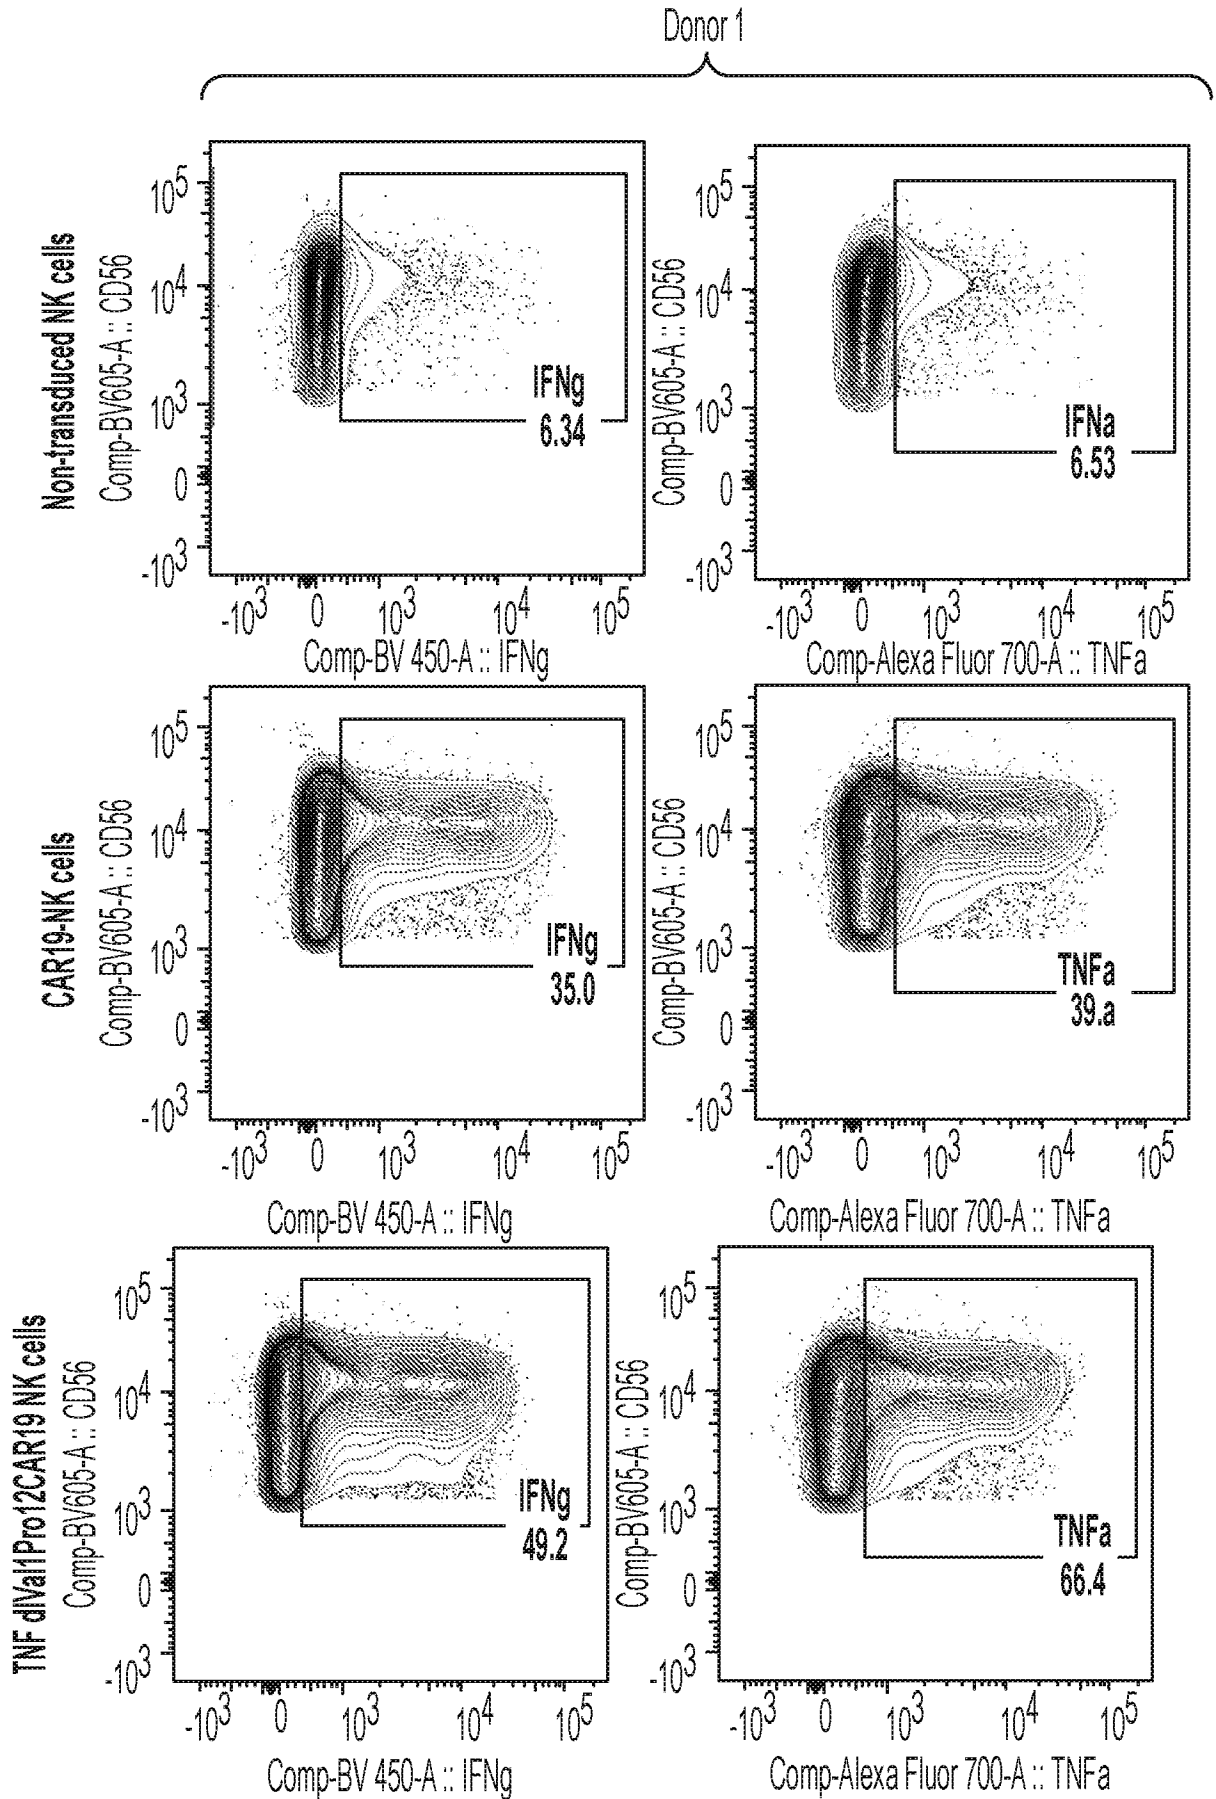 Donor 1
Non-transduced NK cells
Comp-BV605-A :: CD56
10^5
10^4
10^3
0
-10^3
IFNg
6.34
-10^3 0 10^3 10^4 10^5
Comp-BV 450-A :: IFNg
Comp-BV605-A :: CD56
10^5
10^4
10^3
0
-10^3
IFNa
6.53
-10^3 0 10^3 10^4 10^5
Comp-Alexa Fluor 700-A :: TNFa
CAR19-NK cells
Comp-BV605-A :: CD56
10^5
10^4
10^3
0
-10^3
IFNg
35.0
-10^3 0 10^3 10^4 10^5
Comp-BV 450-A :: IFNg
Comp-BV605-A :: CD56
10^5
10^4
10^3
0
-10^3
TNFa
39.a
-10^3 0 10^3 10^4 10^5
Comp-Alexa Fluor 700-A :: TNFa
TNF dlVal1Pro12CAR19 NK cells
Comp-BV605-A :: CD56
10^5
10^4
10^3
0
-10^3
IFNg
49.2
-10^3 0 10^3 10^4 10^5
Comp-BV 450-A :: IFNg
Comp-BV605-A :: CD56
10^5
10^4
10^3
0
-10^3
TNFa
66.4
-10^3 0 10^3 10^4 10^5
Comp-Alexa Fluor 700-A :: TNFa